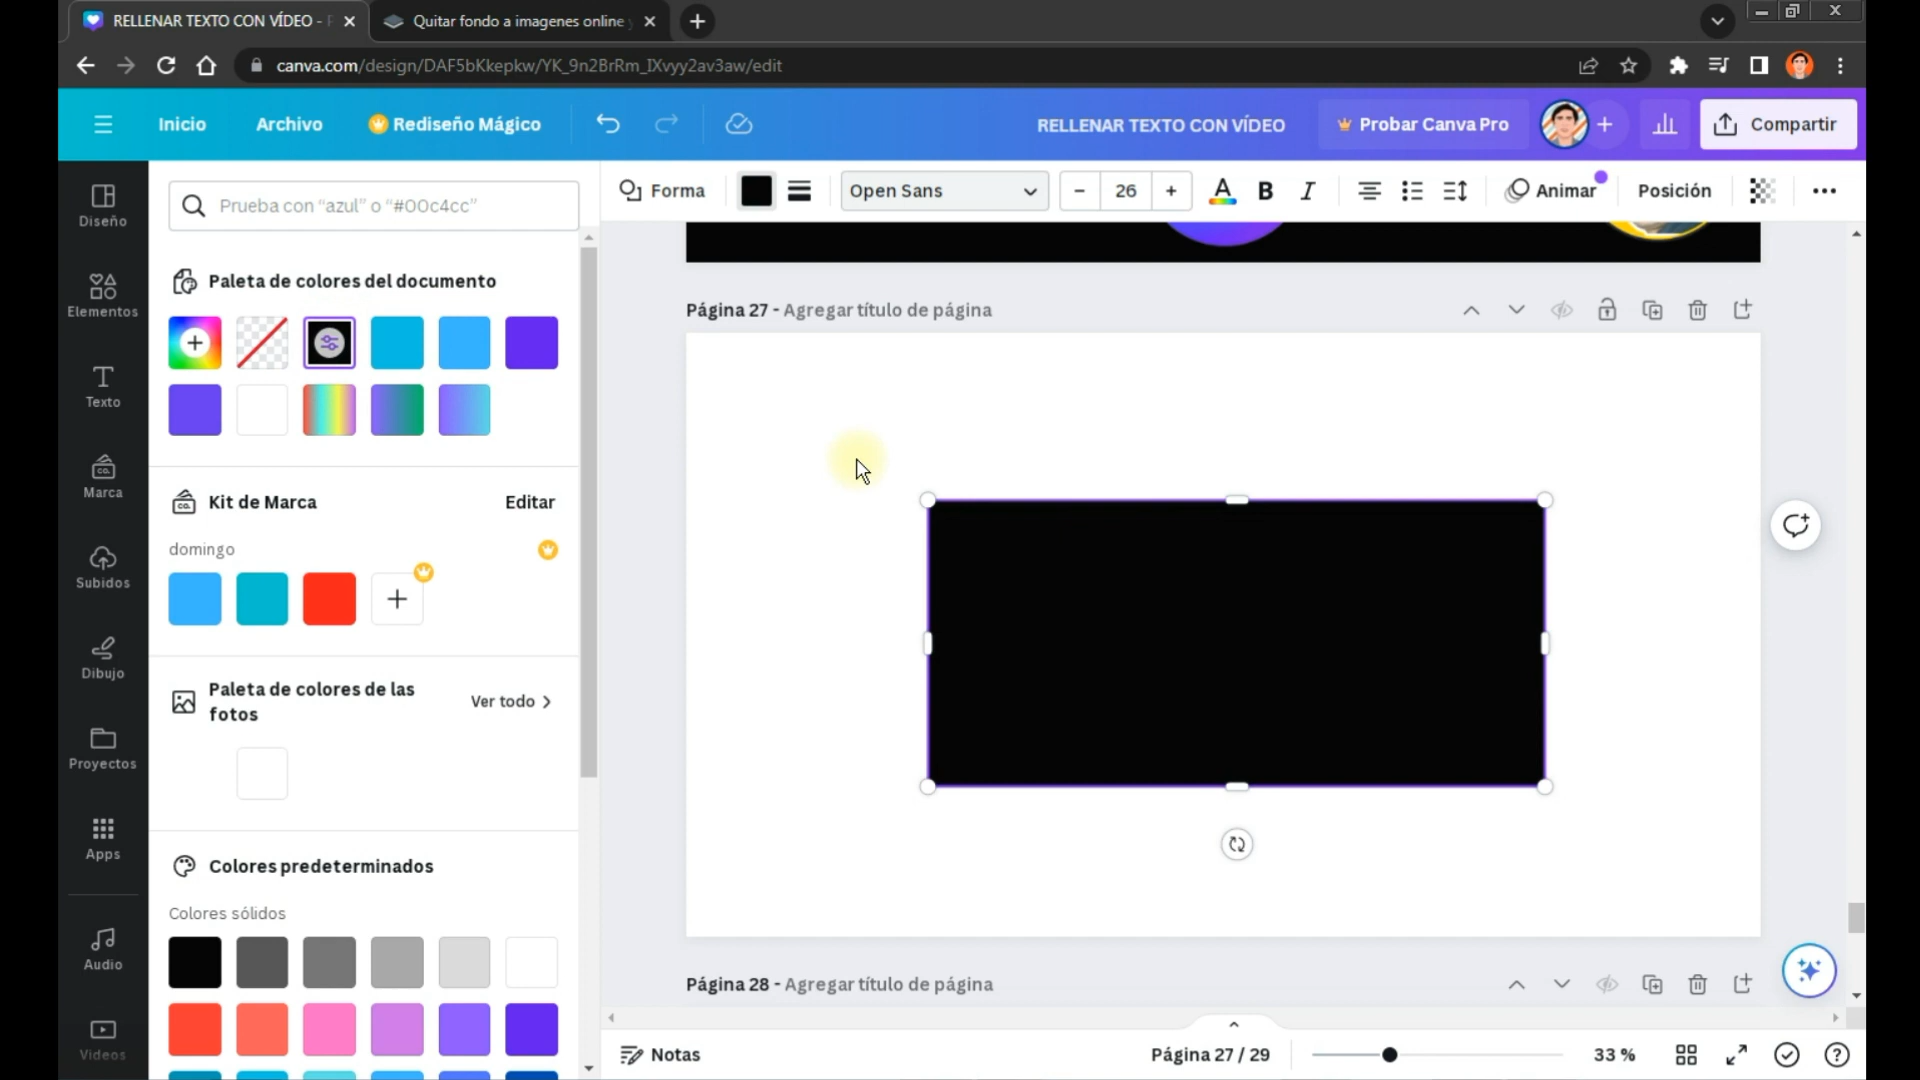 RELLENAR TEXTO CON VÍDEO -
Quitar fondo a imagenes online
canva.com/design/DAF5bKkepkw/YK_9n2BrRm_IXvyy2av3aw/edit
Inicio
Archivo
Rediseño Mágico
RELLENAR TEXTO CON VÍDEO
Probar Canva Pro
Compartir
Diseño
Elementos
Texto
Marca
Subidos
Dibujo
Proyectos
Apps
Audio
Videos
Prueba con “azul” o “#00c4cc”
Paleta de colores del documento
Kit de Marca
Editar
domingo
Paleta de colores de las
fotos
Ver todo
Colores predeterminados
Colores sólidos
Forma
Open Sans
- 26 +
A
B
I
Animar
Posición
Página 27 - Agregar título de página
Página 28 - Agregar título de página
Notas
Página 27 / 29
33 %